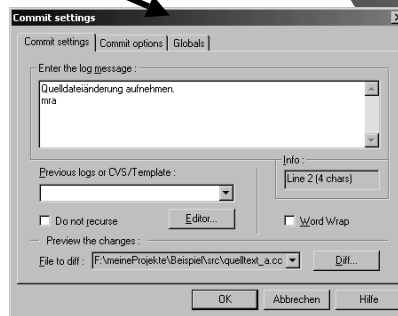 Commit settings
Commit settings Commit options Globals
Enter the log message :
Quelldateiänderung aufnehmen.
mra
Previous logs or CVS/Template :
Info :
Line 2 (4 chars)
Do not recurse
Editor...
Word Wrap
Preview the changes :
File to diff : F:\meineProjekte\Beispiel\src\quelltext_a.cc
Diff...
OK Abbrechen Hilfe